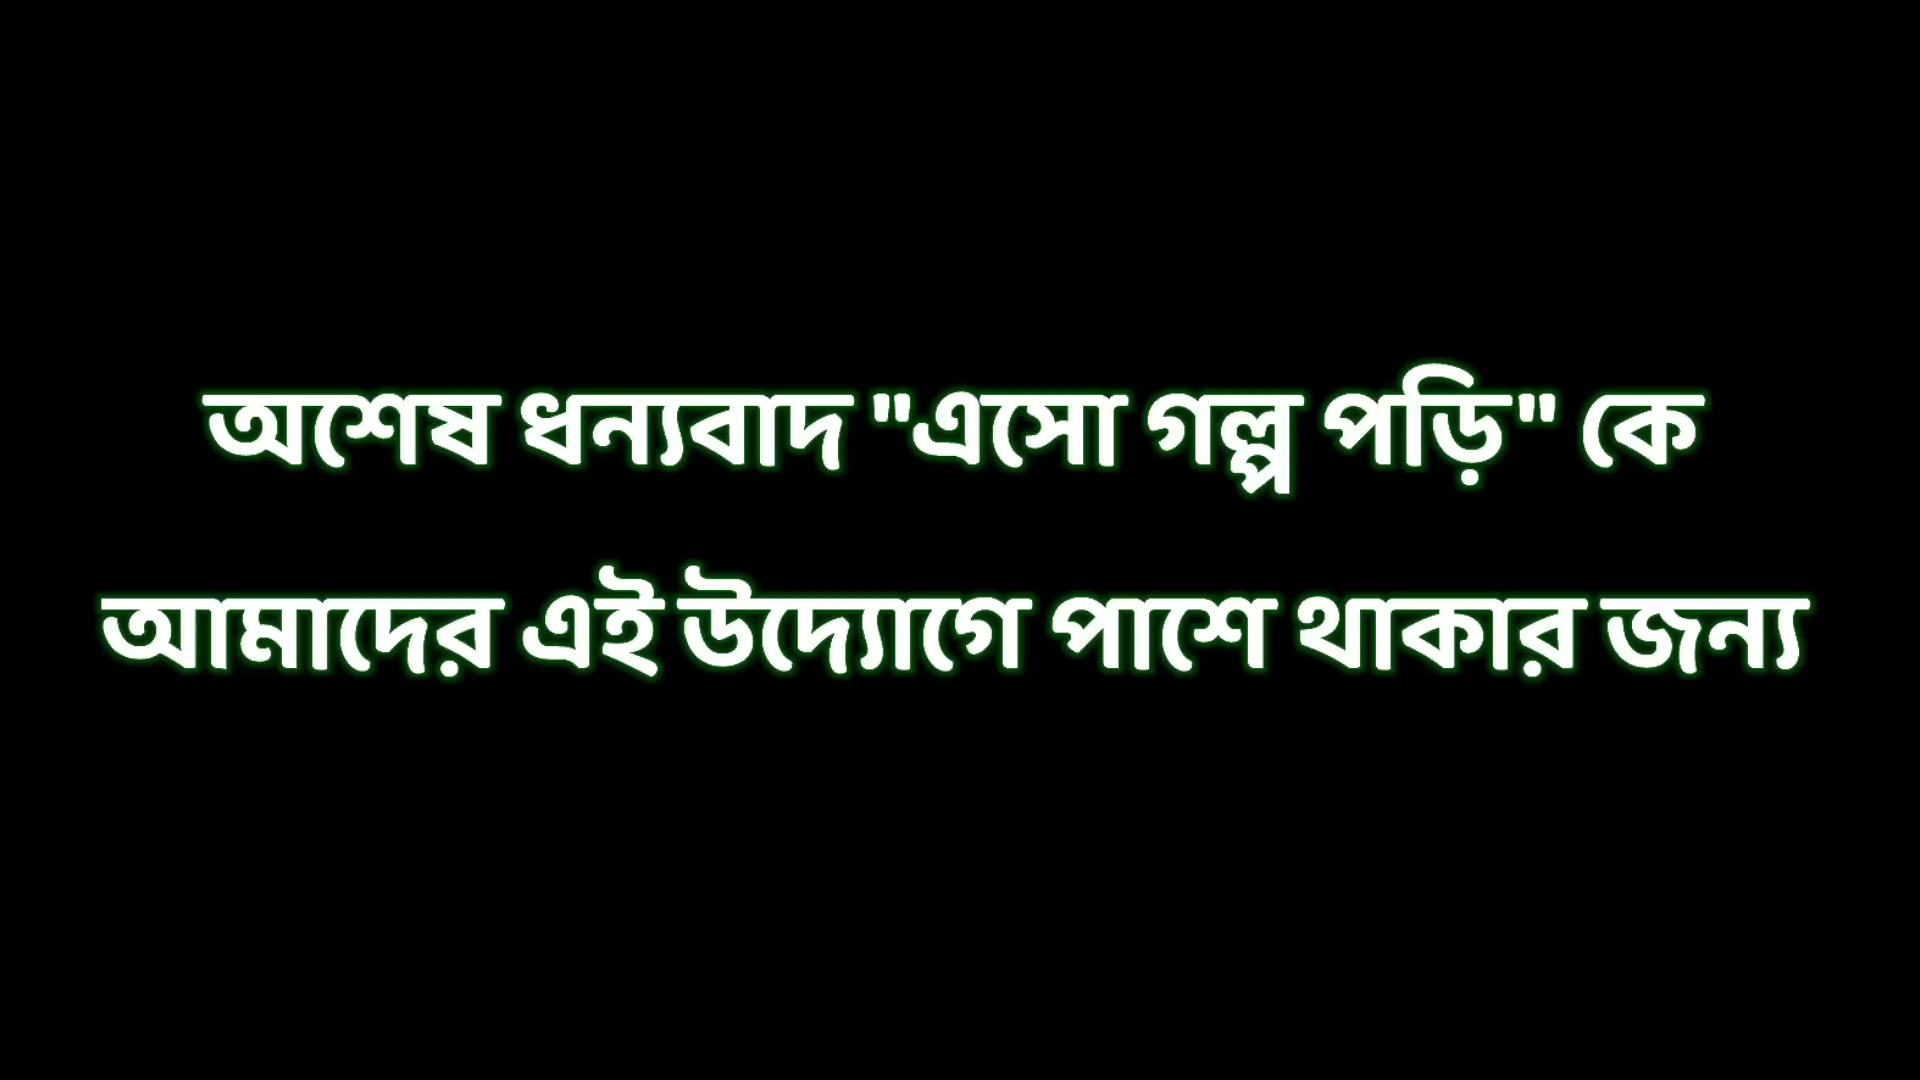 অশেষ ধন্যবাদ "এসো গল্প পড়ি" কে
আমাদের এই উদ্যোগে পাশে থাকার জন্য